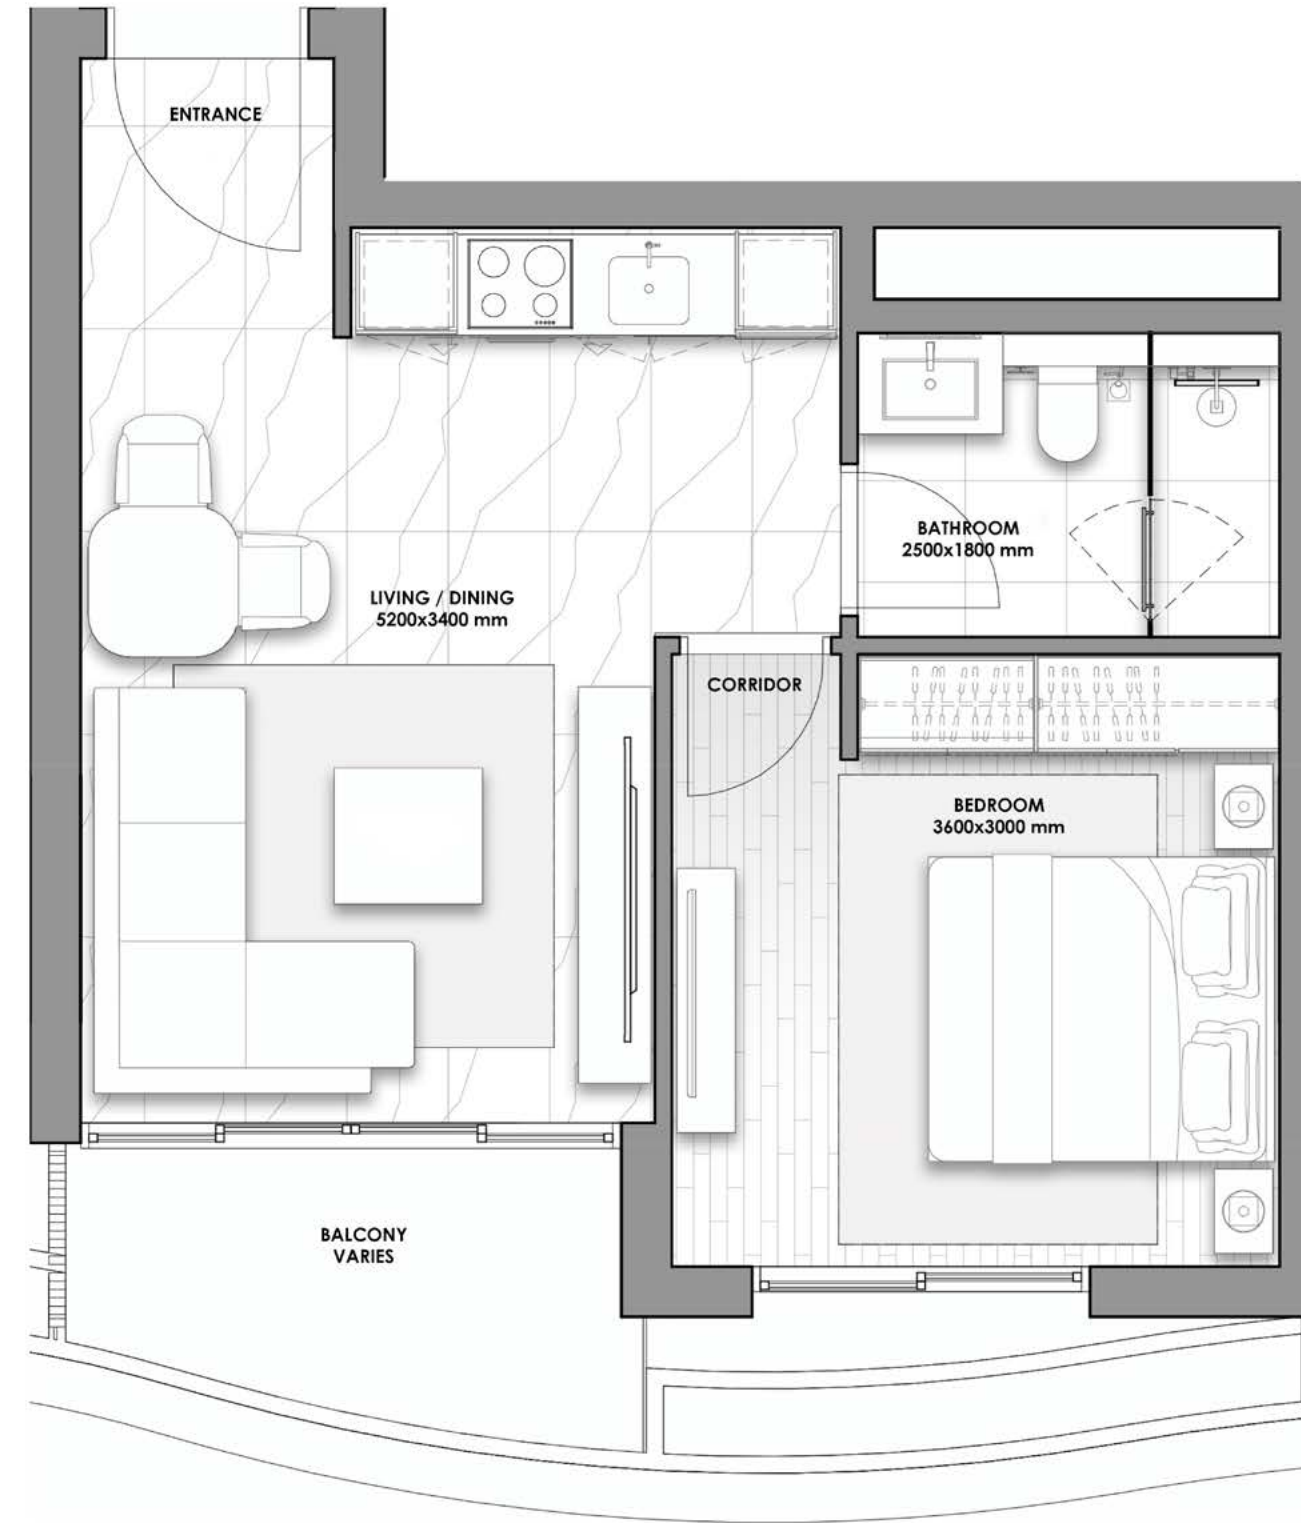 ENTRANCE
BATHROOM
2500x1800 mm
LIVING / DINING
5200x3400 mm
CORRIDOR
BEDROOM
3600x3000 mm
BALCONY
VARIES